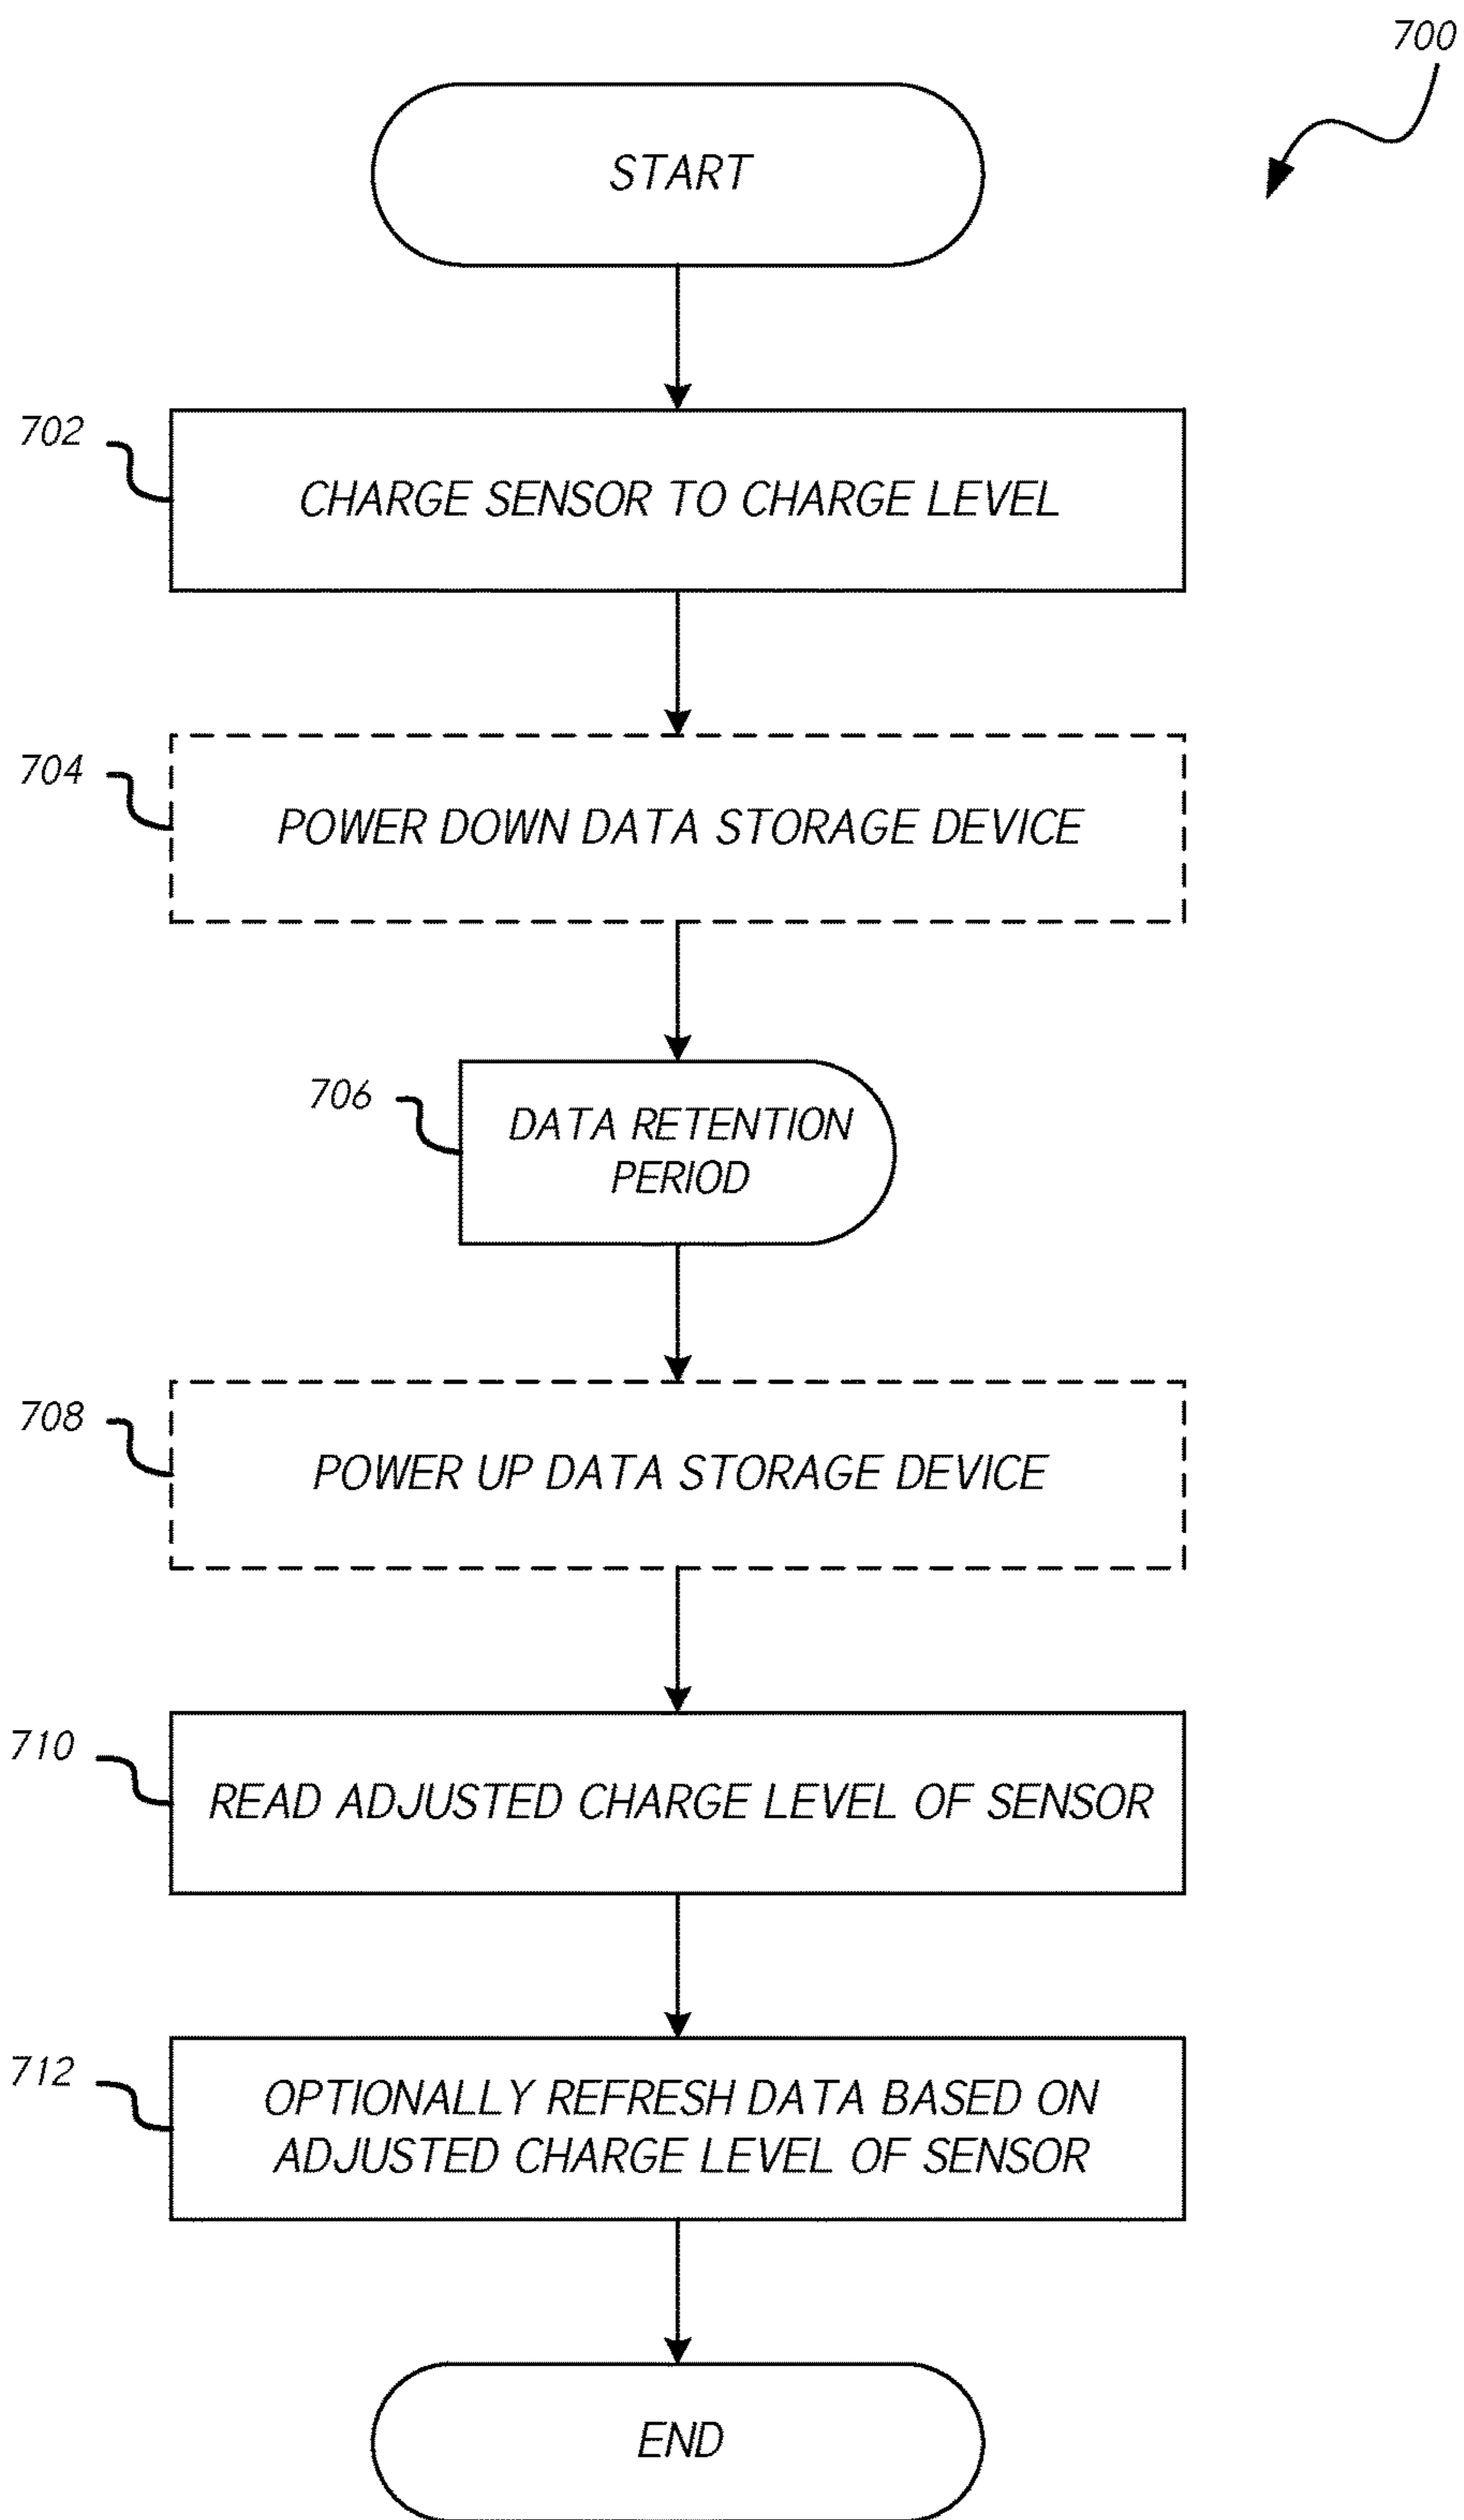 700
START
702
CHARGE SENSOR TO CHARGE LEVEL
704
POWER DOWN DATA STORAGE DEVICE
706
DATA RETENTION
PERIOD
708
POWER UP DATA STORAGE DEVICE
710
READ ADJUSTED CHARGE LEVEL OF SENSOR
712
OPTIONALLY REFRESH DATA BASED ON
ADJUSTED CHARGE LEVEL OF SENSOR
END